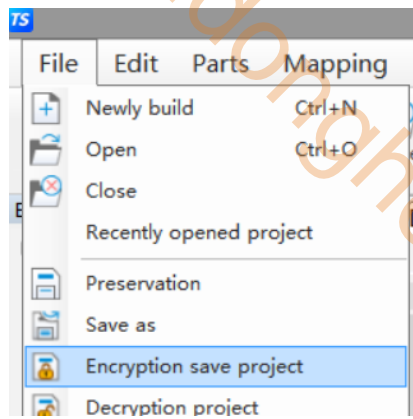 TS
File Edit Parts Mapping
Newly build Ctrl+N
Open Ctrl+O
Close
Recently opened project
Preservation
Save as
Encryption save project
Decryption project